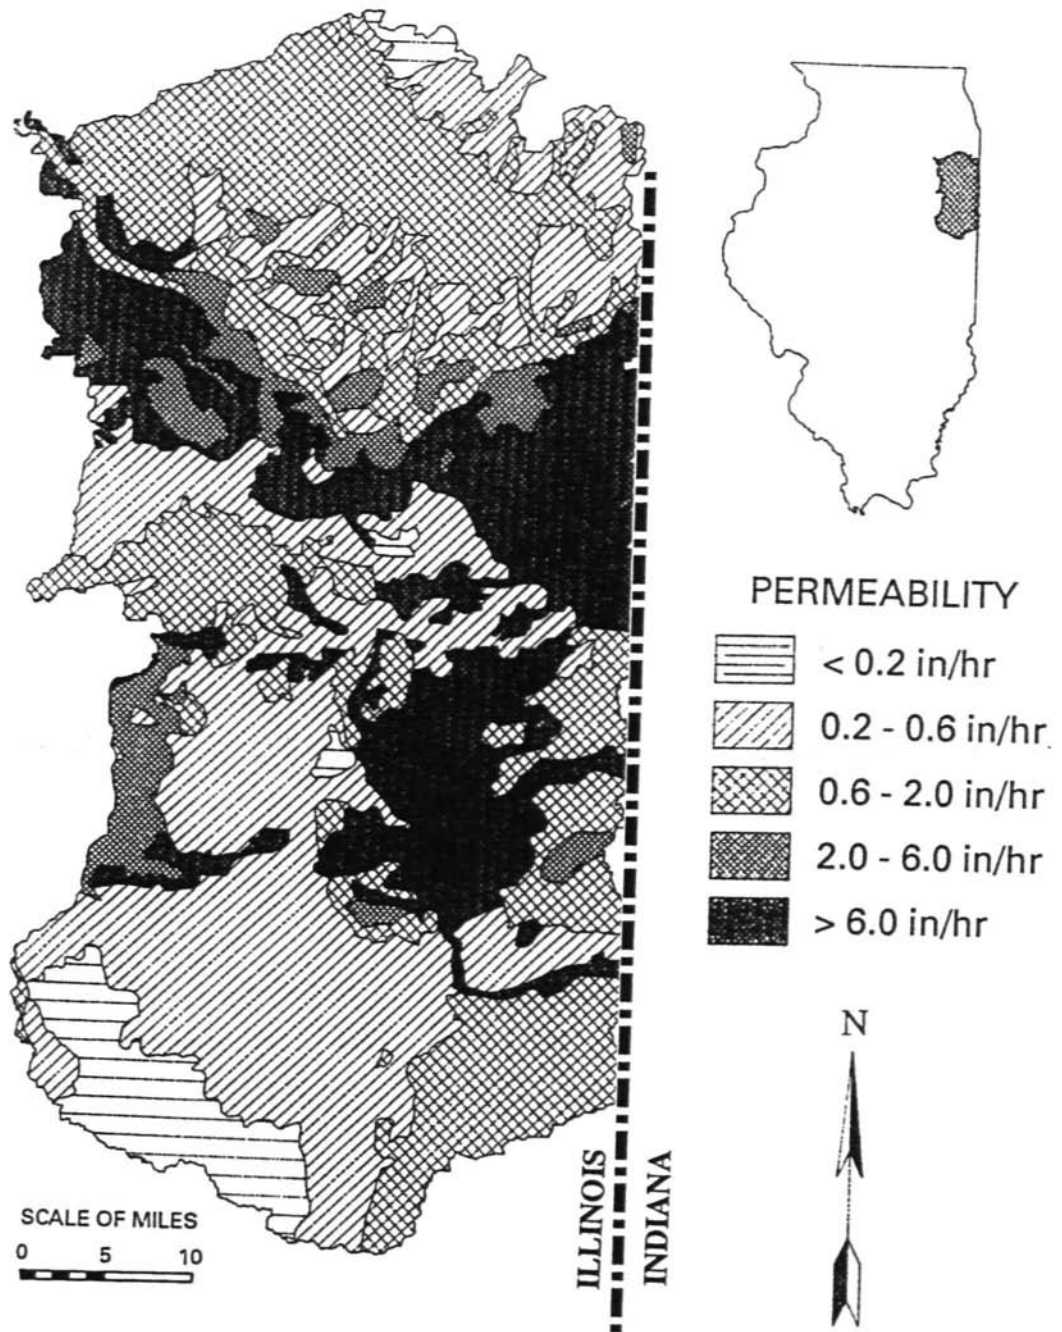 PERMEABILITY
< 0.2 in/hr
0.2 - 0.6 in/hr
0.6 - 2.0 in/hr
2.0 - 6.0 in/hr
> 6.0 in/hr
N
ILLINOIS
INDIANA
SCALE OF MILES
0 5 10